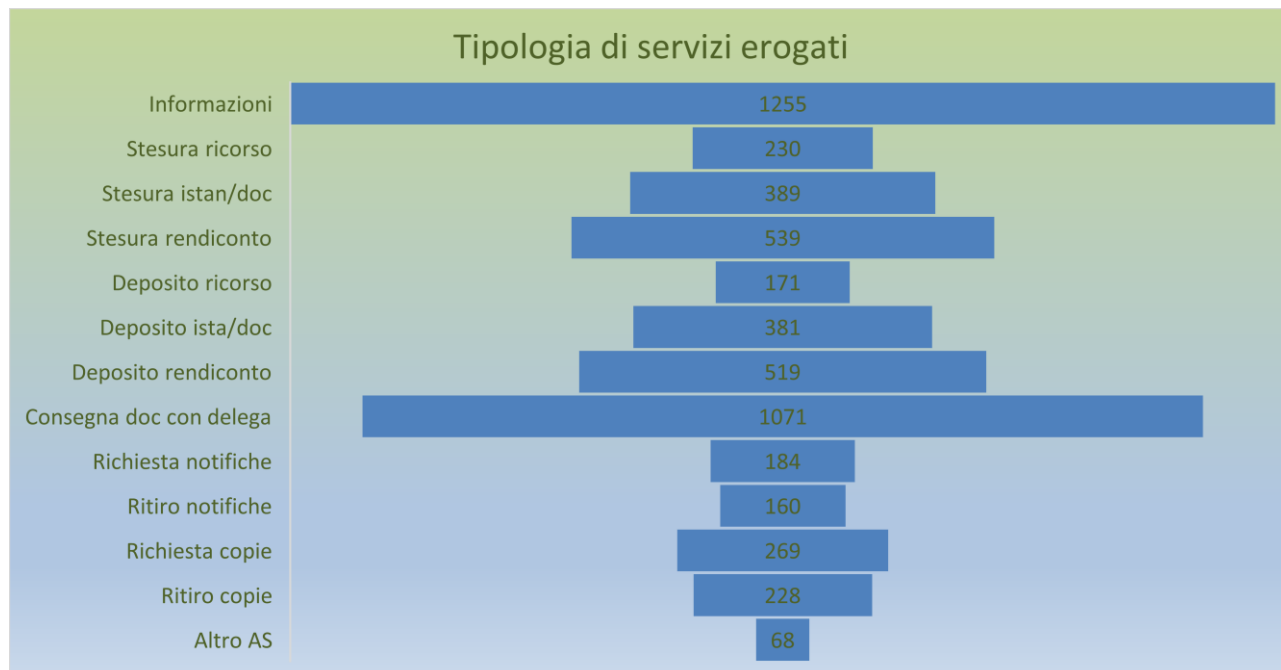 Tipologia di servizi erogati
Informazioni 1255
Stesura ricorso 230
Stesura istan/doc 389
Stesura rendiconto 539
Deposito ricorso 171
Deposito ista/doc 381
Deposito rendiconto 519
Consegna doc con delega 1071
Richiesta notifiche 184
Ritiro notifiche 160
Richiesta copie 269
Ritiro copie 228
Altro AS 68